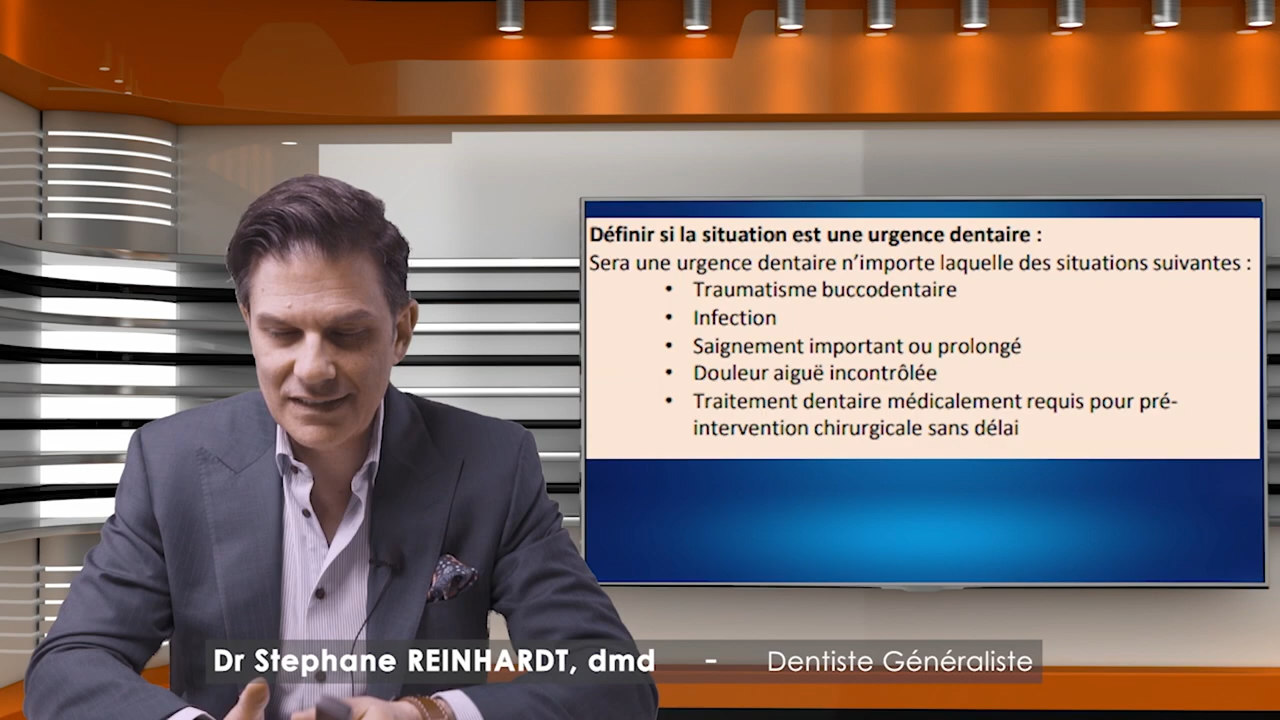 Définir si la situation est une urgence dentaire :
Sera une urgence dentaire n'importe laquelle des situations suivantes :
• Traumatisme buccodentaire
• Infection
• Saignement important ou prolongé
• Douleur aiguë incontrôlée
• Traitement dentaire médicalement requis pour pré-
intervention chirurgicale sans délai
Dr Stephane REINHARDT, dmd - Dentiste Généraliste